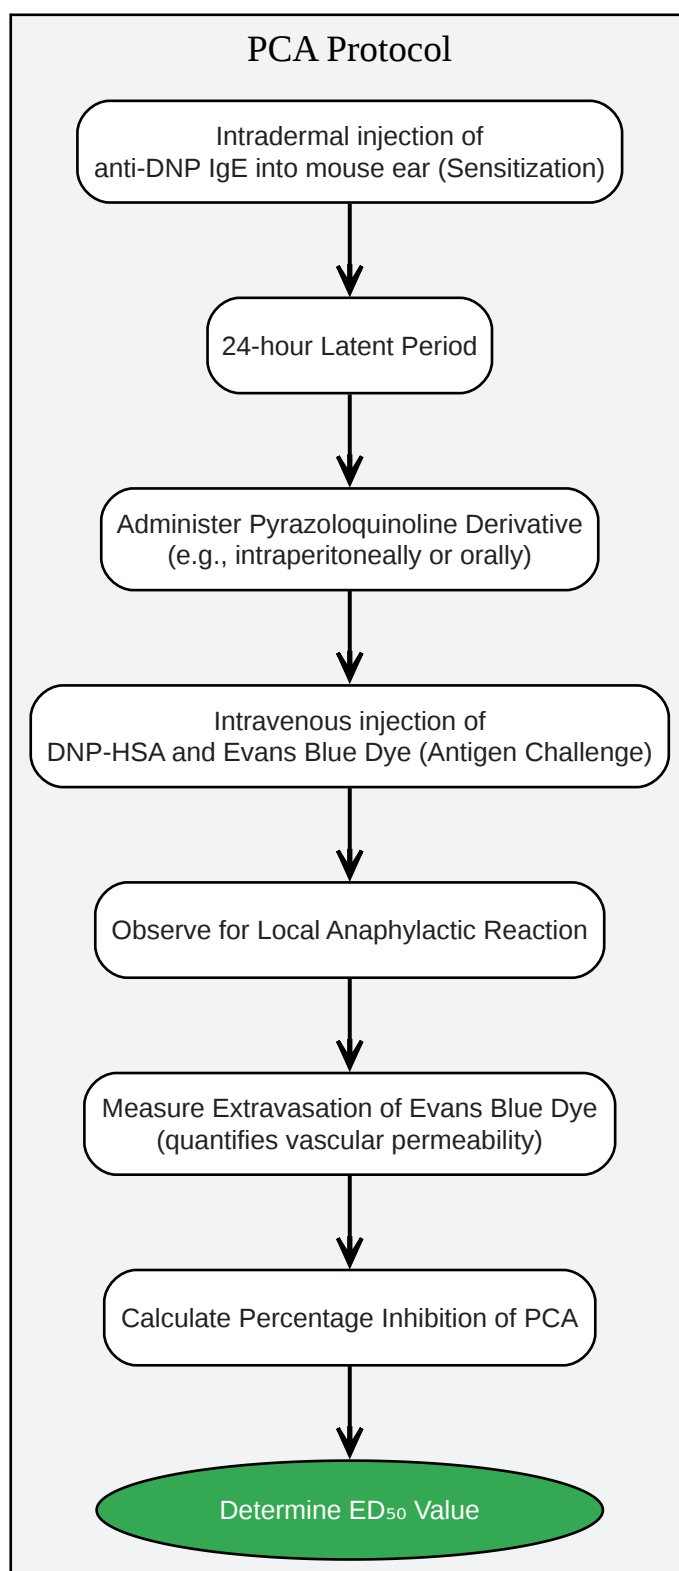 PCA Protocol
Intradermal injection of
anti-DNP IgE into mouse ear (Sensitization)
24-hour Latent Period
Administer Pyrazoloquinoline Derivative
(e.g., intraperitoneally or orally)
Intravenous injection of
DNP-HSA and Evans Blue Dye (Antigen Challenge)
Observe for Local Anaphylactic Reaction
Measure Extravasation of Evans Blue Dye
(quantifies vascular permeability)
Calculate Percentage Inhibition of PCA
Determine ED₅₀ Value